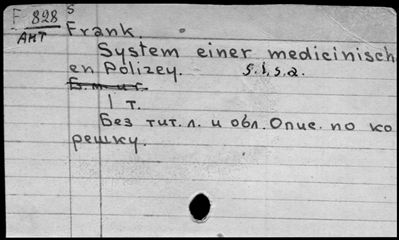 F 828 s
АНТ
Frank.
System einer medicinisch
en Polizey. s.l,s.a.
Б.м. и г.
1 т.
Без тит. л. и обл. Опис. по ко
решку.